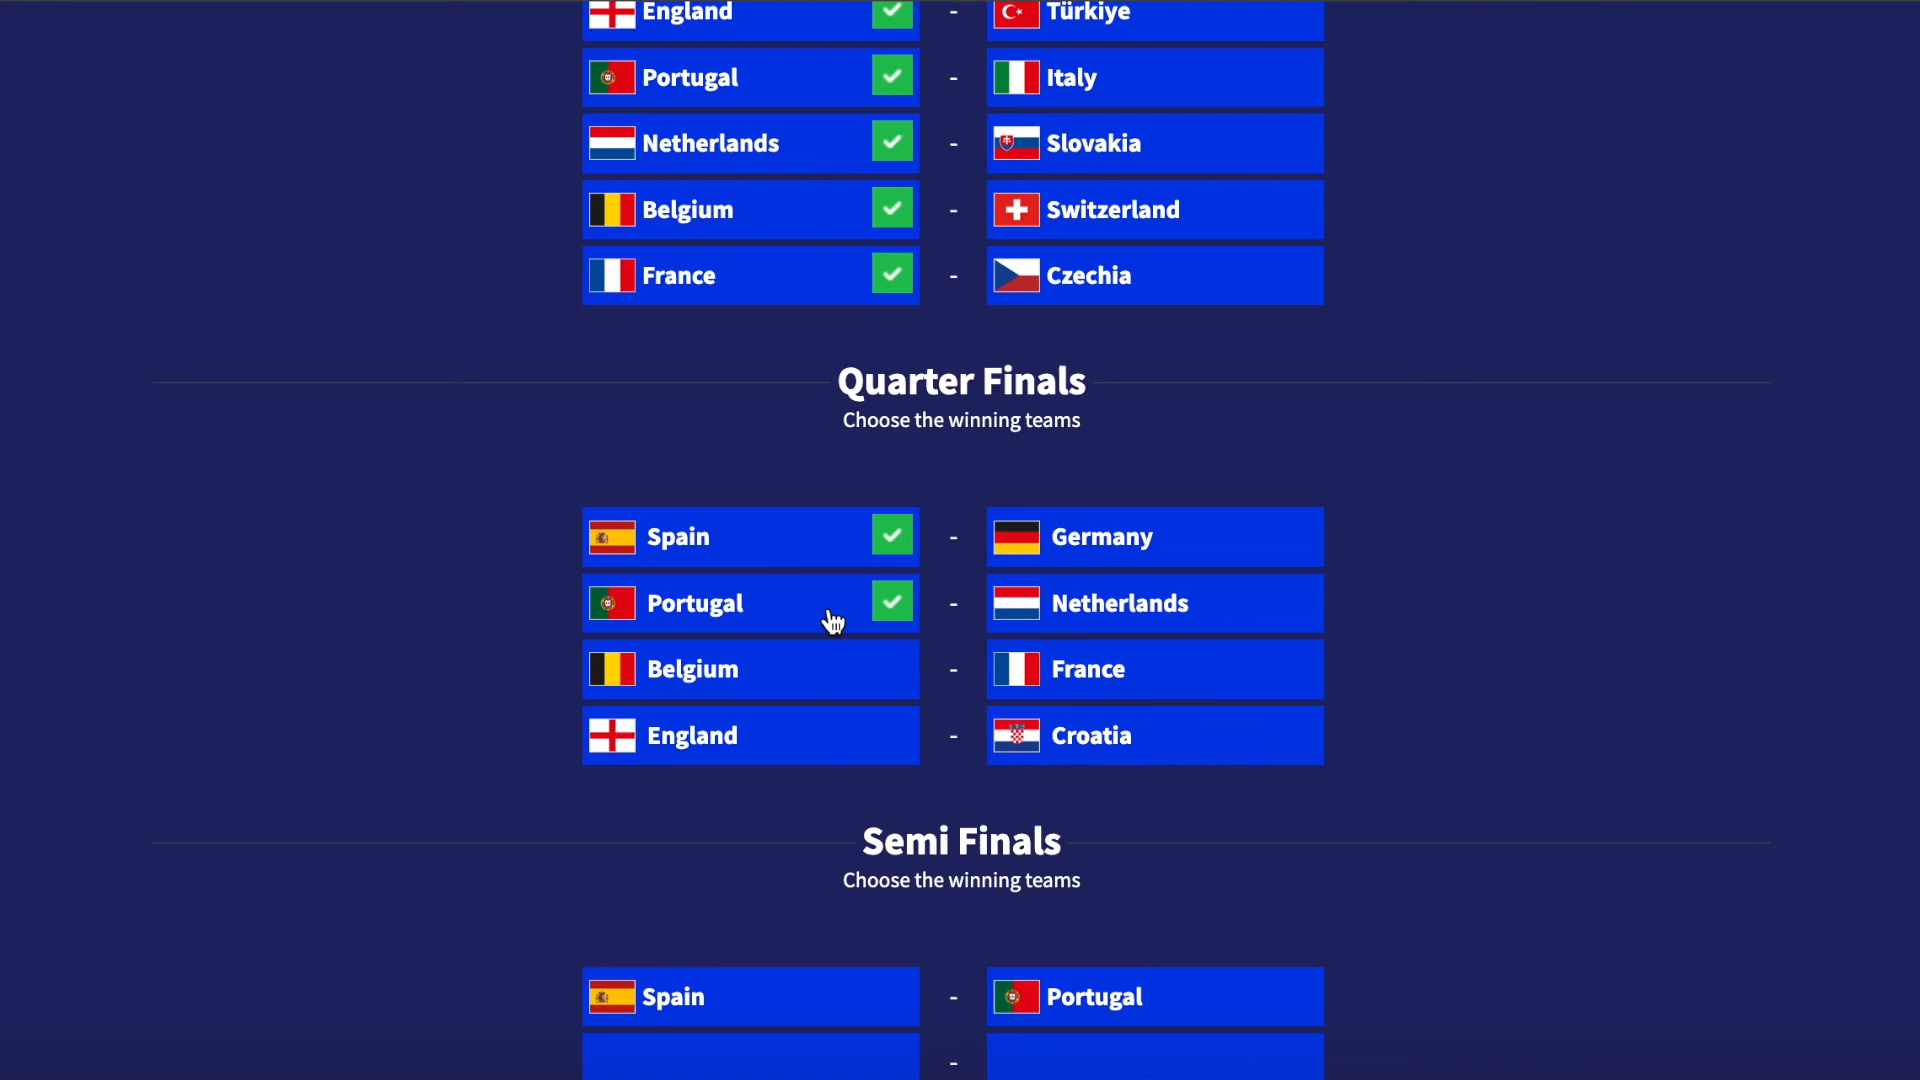 England - Türkiye
Portugal - Italy
Netherlands - Slovakia
Belgium - Switzerland
France - Czechia
Quarter Finals
Choose the winning teams
Spain - Germany
Portugal - Netherlands
Belgium - France
England - Croatia
Semi Finals
Choose the winning teams
Spain - Portugal
-